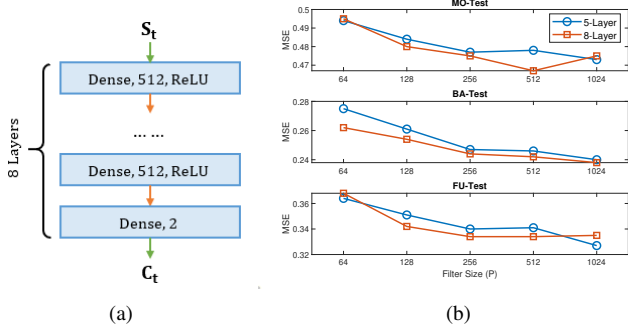 S_t
8 Layers
Dense, 512, ReLU
... ...
Dense, 512, ReLU
Dense, 2
C_t
(a)
MO-Test
MSE
0.5
0.49
0.48
0.47
5-Layer
8-Layer
64 128 256 512 1024
BA-Test
MSE
0.28
0.26
0.24
64 128 256 512 1024
FU-Test
MSE
0.36
0.34
0.32
64 128 256 512 1024
Filter Size (P)
(b)